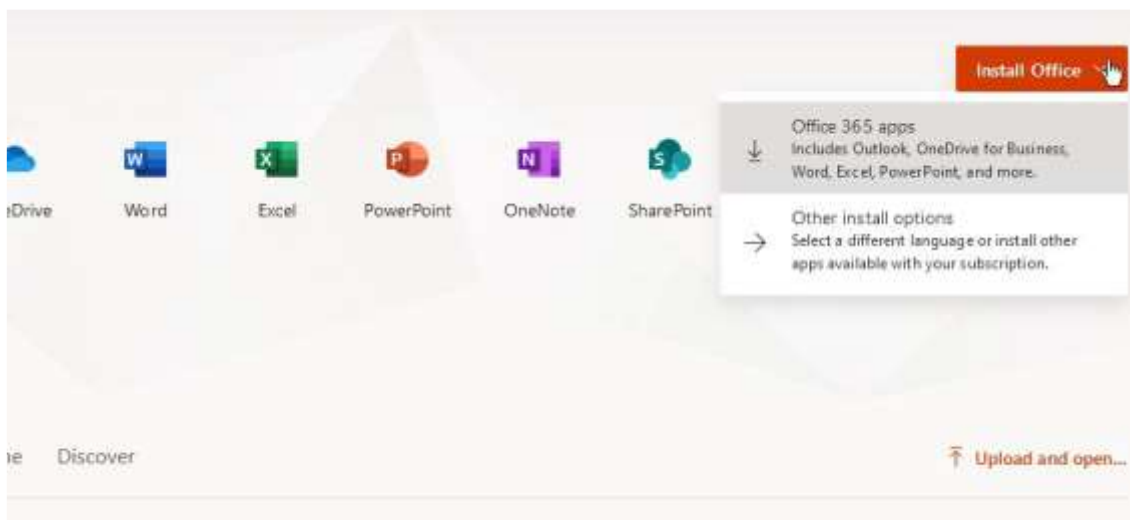 Install Office
Office 365 apps
Includes Outlook, OneDrive for Business,
Word, Excel, PowerPoint, and more.
Other install options
Select a different language or install other
apps available with your subscription.
eDrive Word Excel PowerPoint OneNote SharePoint
W X P N S
Discover
Upload and open...